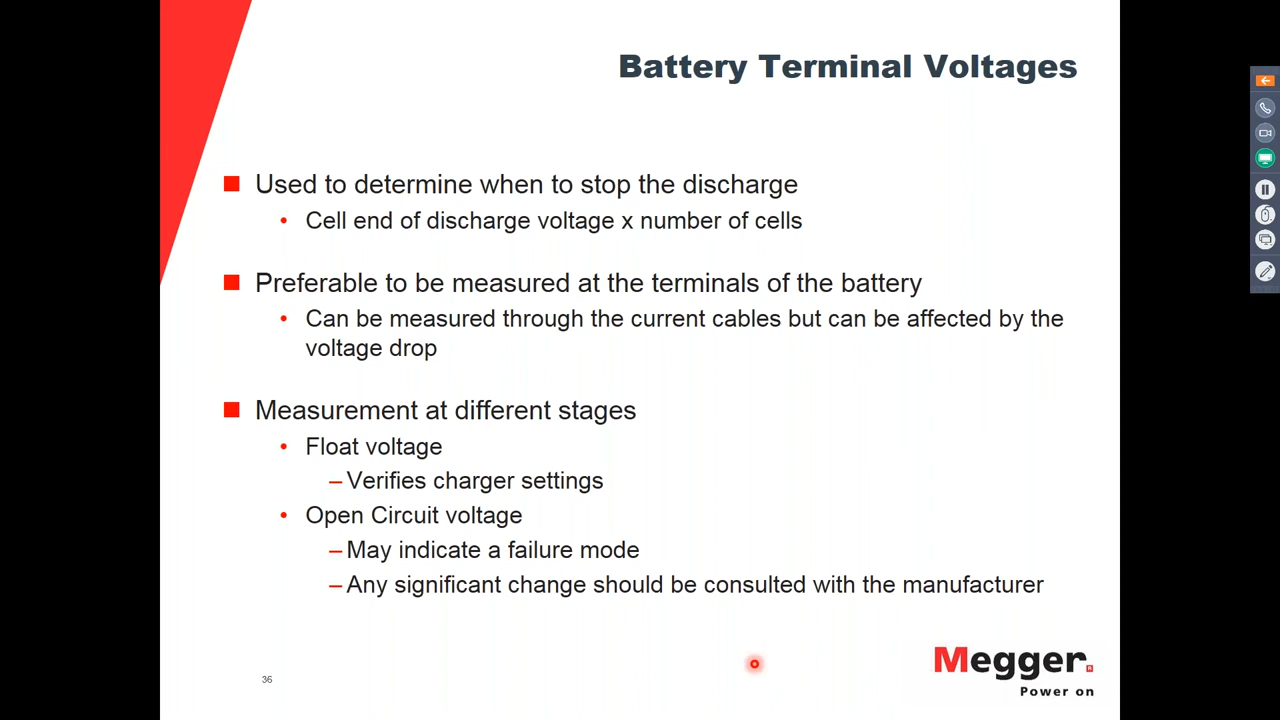 Battery Terminal Voltages
Used to determine when to stop the discharge
Cell end of discharge voltage x number of cells
Preferable to be measured at the terminals of the battery
Can be measured through the current cables but can be affected by the
voltage drop
Measurement at different stages
Float voltage
–Verifies charger settings
Open Circuit voltage
–May indicate a failure mode
–Any significant change should be consulted with the manufacturer
36
Megger.
Power on